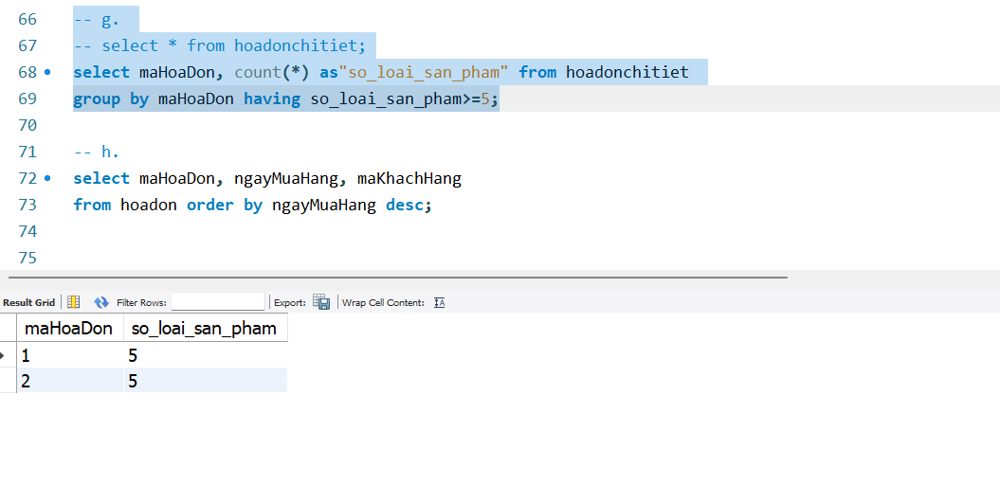 66 -- g.
67 -- select * from hoadonchitiet;
68 select maHoaDon, count(*) as"so_loai_san_pham" from hoadonchitiet
69 group by maHoaDon having so_loai_san_pham>=5;
70
71 -- h.
72 select maHoaDon, ngayMuaHang, maKhachHang
73 from hoadon order by ngayMuaHang desc;
74
75
Result Grid Filter Rows: Export: Wrap Cell Content: IA
maHoaDon so_loai_san_pham
1 5
2 5